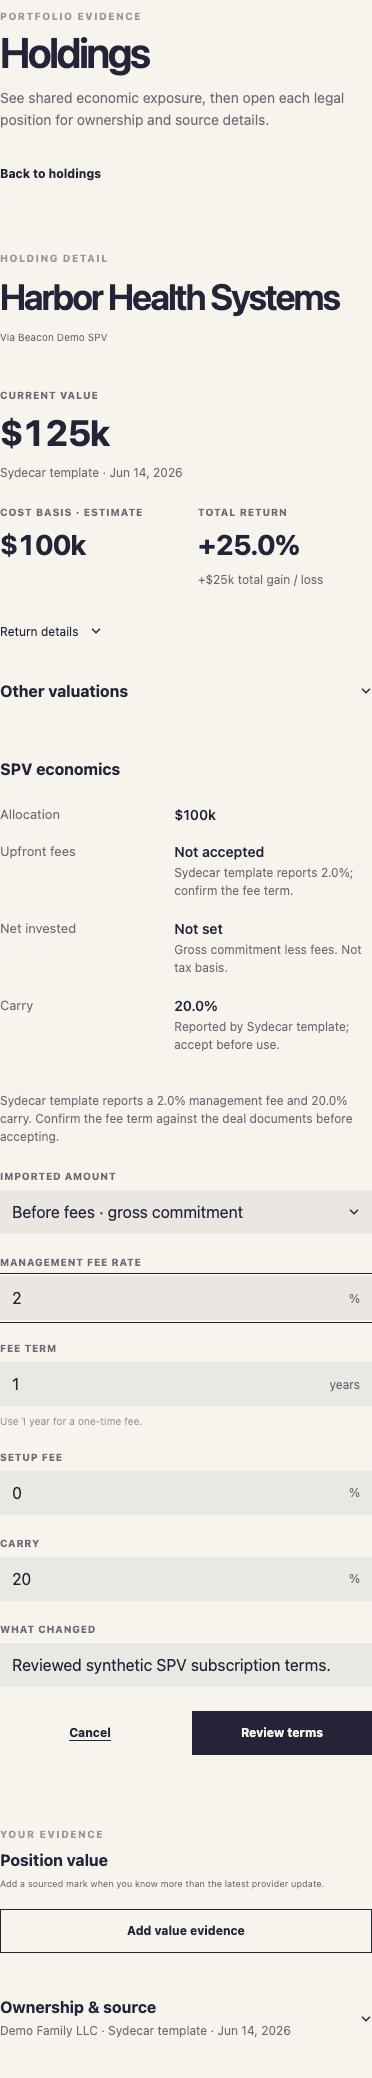 PORTFOLIO EVIDENCE
Holdings
See shared economic exposure, then open each legal
position for ownership and source details.
Back to holdings
HOLDING DETAIL
Harbor Health Systems
Via Beacon Demo SPV
CURRENT VALUE
$125k
Sydecar template · Jun 14, 2026
COST BASIS · ESTIMATE
$100k
TOTAL RETURN
+25.0%
+$25k total gain / loss
Return details
Other valuations
SPV economics
Allocation
$100k
Upfront fees
Not accepted
Sydecar template reports 2.0%;
confirm the fee term.
Net invested
Not set
Gross commitment less fees. Not
tax basis.
Carry
20.0%
Reported by Sydecar template;
accept before use.
Sydecar template reports a 2.0% management fee and 20.0%
carry. Confirm the fee term against the deal documents before
accepting.
IMPORTED AMOUNT
Before fees · gross commitment
MANAGEMENT FEE RATE
2 %
FEE TERM
1 years
Use 1 year for a one-time fee.
SETUP FEE
0 %
CARRY
20 %
WHAT CHANGED
Reviewed synthetic SPV subscription terms.
Cancel
Review terms
YOUR EVIDENCE
Position value
Add a sourced mark when you know more than the latest provider update.
Add value evidence
Ownership & source
Demo Family LLC · Sydecar template · Jun 14, 2026